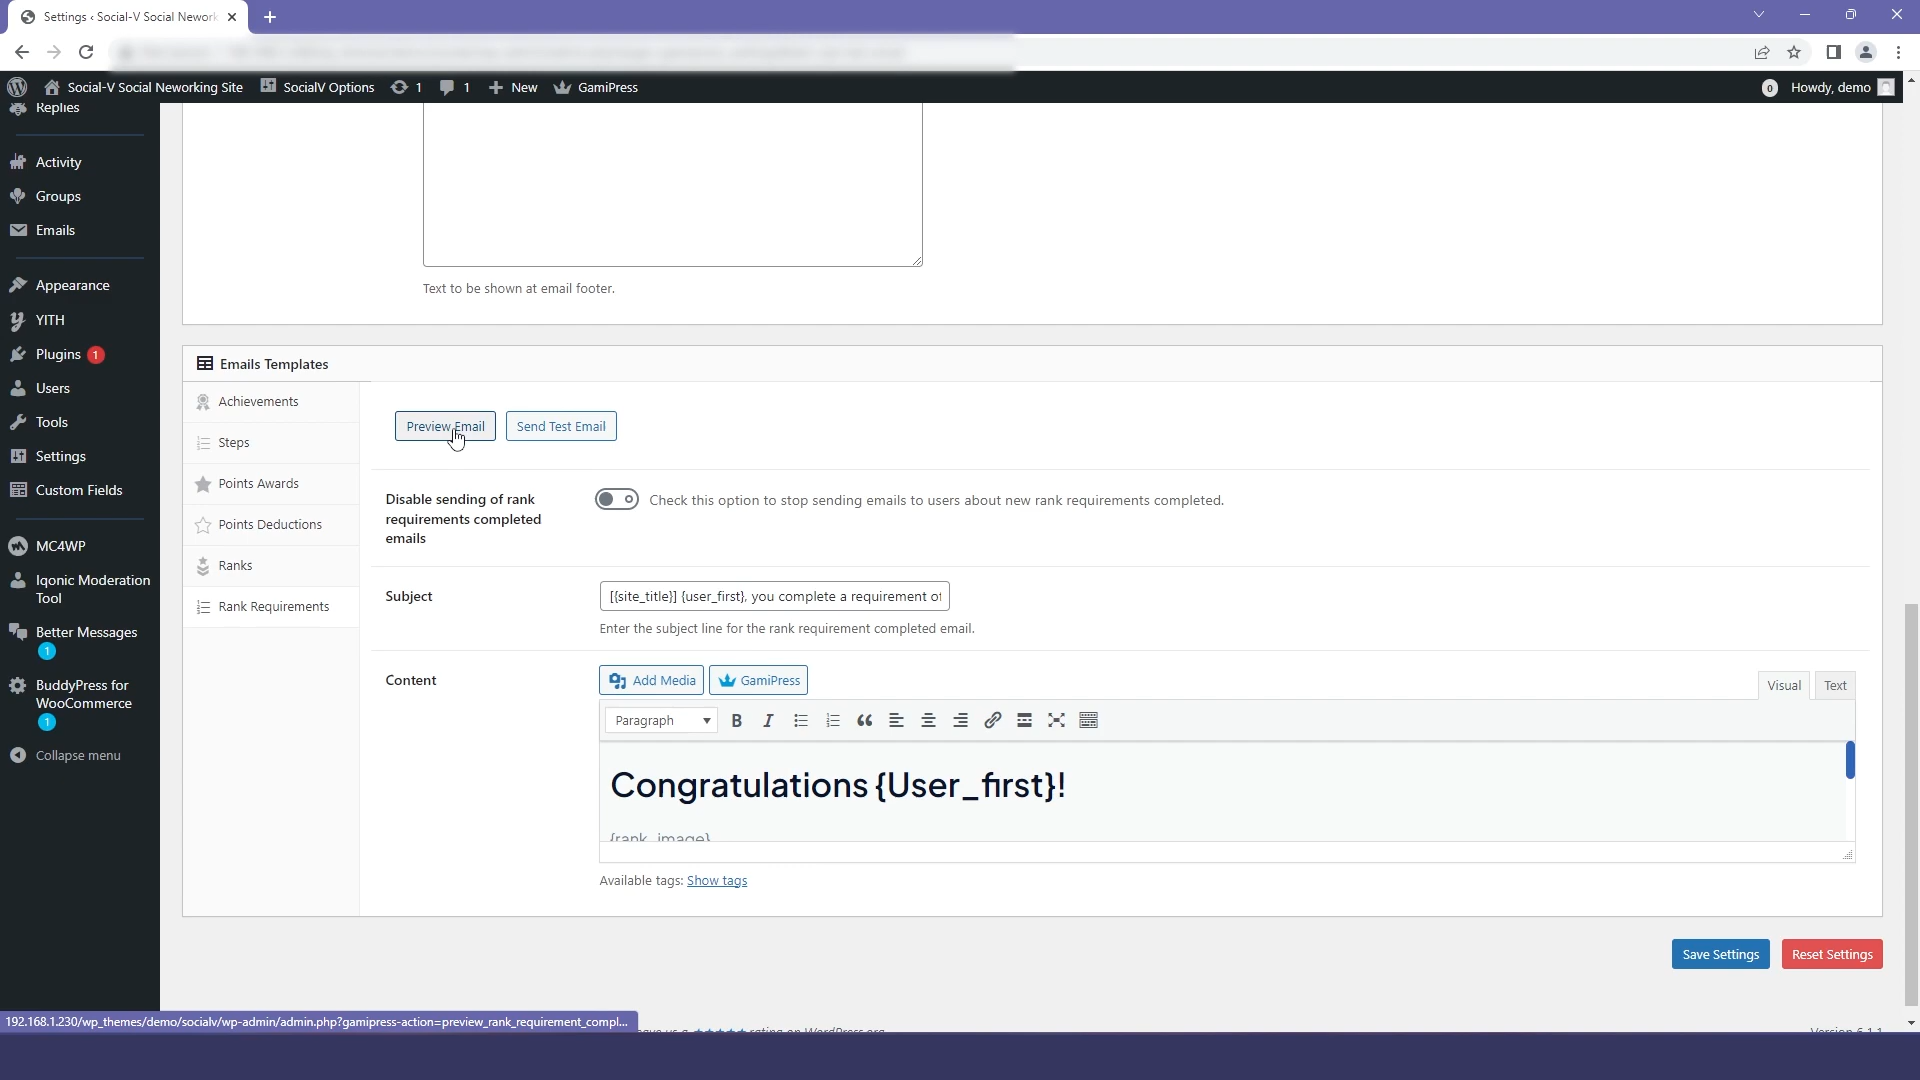 Settings ‹ Social-V Social Nework
Social-V Social Neworking Site
SocialV Options
1
1
New
GamiPress
0
Howdy, demo
Replies
Activity
Groups
Emails
Appearance
YITH
Plugins 1
Users
Tools
Settings
Custom Fields
MC4WP
Iqonic Moderation
Tool
Better Messages
1
BuddyPress for
WooCommerce
1
Collapse menu
Text to be shown at email footer.
Emails Templates
Achievements
Steps
Points Awards
Points Deductions
Ranks
Rank Requirements
Preview Email
Send Test Email
Disable sending of rank
requirements completed
emails
Check this option to stop sending emails to users about new rank requirements completed.
Subject
[{site_title}] {user_first}, you complete a requirement of
Enter the subject line for the rank requirement completed email.
Content
Add Media
GamiPress
Visual
Text
Paragraph
Congratulations {User_first}!
{rank_image}
Available tags: Show tags
Save Settings
Reset Settings
192.168.1.230/wp_themes/demo/socialv/wp-admin/admin.php?gamipress-action=preview_rank_requirement_compl...
rating on WordPress.org
Version 6.1.1